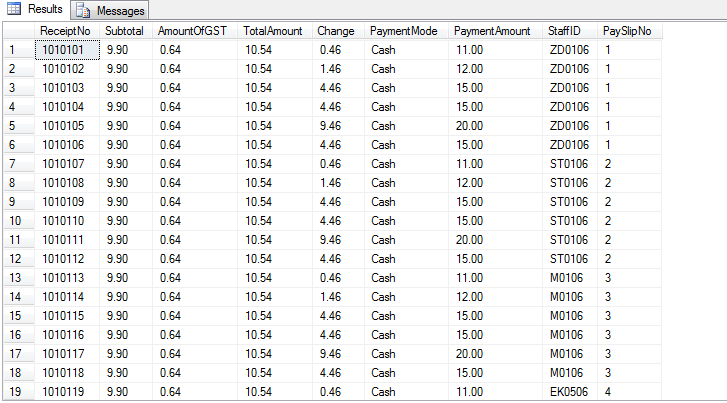 Results Messages
ReceiptNo Subtotal AmountOfGST TotalAmount Change PaymentMode PaymentAmount StaffID PaySlipNo
1 1010101 9.90 0.64 10.54 0.46 Cash 11.00 ZD0106 1
2 1010102 9.90 0.64 10.54 1.46 Cash 12.00 ZD0106 1
3 1010103 9.90 0.64 10.54 4.46 Cash 15.00 ZD0106 1
4 1010104 9.90 0.64 10.54 4.46 Cash 15.00 ZD0106 1
5 1010105 9.90 0.64 10.54 9.46 Cash 20.00 ZD0106 1
6 1010106 9.90 0.64 10.54 4.46 Cash 15.00 ZD0106 1
7 1010107 9.90 0.64 10.54 0.46 Cash 11.00 ST0106 2
8 1010108 9.90 0.64 10.54 1.46 Cash 12.00 ST0106 2
9 1010109 9.90 0.64 10.54 4.46 Cash 15.00 ST0106 2
10 1010110 9.90 0.64 10.54 4.46 Cash 15.00 ST0106 2
11 1010111 9.90 0.64 10.54 9.46 Cash 20.00 ST0106 2
12 1010112 9.90 0.64 10.54 4.46 Cash 15.00 ST0106 2
13 1010113 9.90 0.64 10.54 0.46 Cash 11.00 M0106 3
14 1010114 9.90 0.64 10.54 1.46 Cash 12.00 M0106 3
15 1010115 9.90 0.64 10.54 4.46 Cash 15.00 M0106 3
16 1010116 9.90 0.64 10.54 4.46 Cash 15.00 M0106 3
17 1010117 9.90 0.64 10.54 9.46 Cash 20.00 M0106 3
18 1010118 9.90 0.64 10.54 4.46 Cash 15.00 M0106 3
19 1010119 9.90 0.64 10.54 0.46 Cash 11.00 EK0506 4